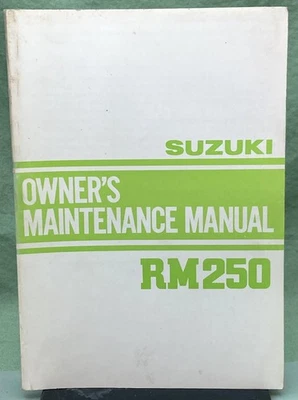 SUZUKI
OWNER'S
MAINTENANCE MANUAL
RM250